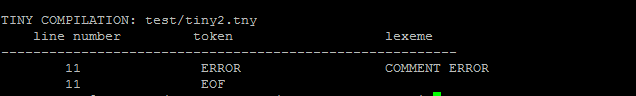 TINY COMPILATION: test/tiny2.tny
line number token lexeme
------------------------------------------------------------
11 ERROR COMMENT ERROR
11 EOF